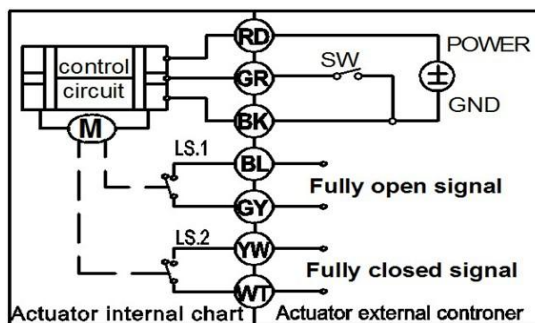 RD
POWER
control
circuit
GR
SW
±
GND
BK
M
LS.1
BL
Fully open signal
GY
LS.2
YW
Fully closed signal
WT
Actuator internal chart
Actuator external controner